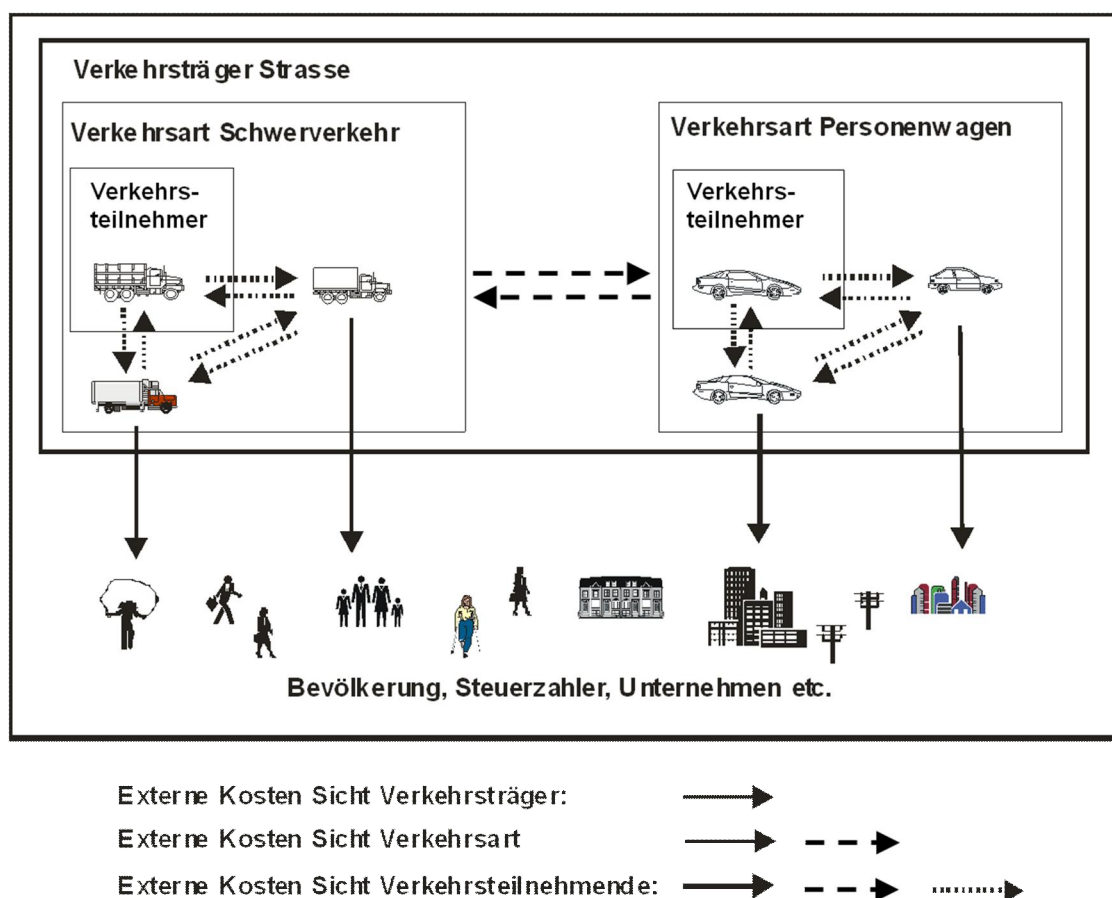 Verkehrsträger Strasse
Verkehrsart Schwerverkehr
Verkehrsart Personenwagen
Verkehrs-
teilnehmer
Verkehrs-
teilnehmer
Bevölkerung, Steuerzahler, Unternehmen etc.
Externe Kosten Sicht Verkehrsträger:
Externe Kosten Sicht Verkehrsart
Externe Kosten Sicht Verkehrsteilnehmende: